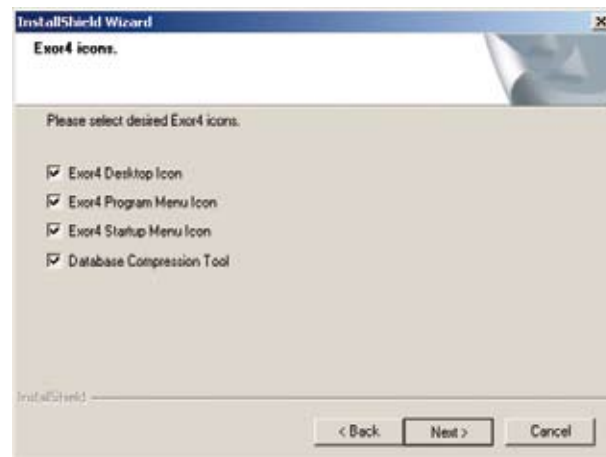 InstallShield Wizard
Exor4 icons.
Please select desired Exor4 icons.
Exor4 Desktop Icon
Exor4 Program Menu Icon
Exor4 Startup Menu Icon
Database Compression Tool
InstallShield
< Back Next > Cancel